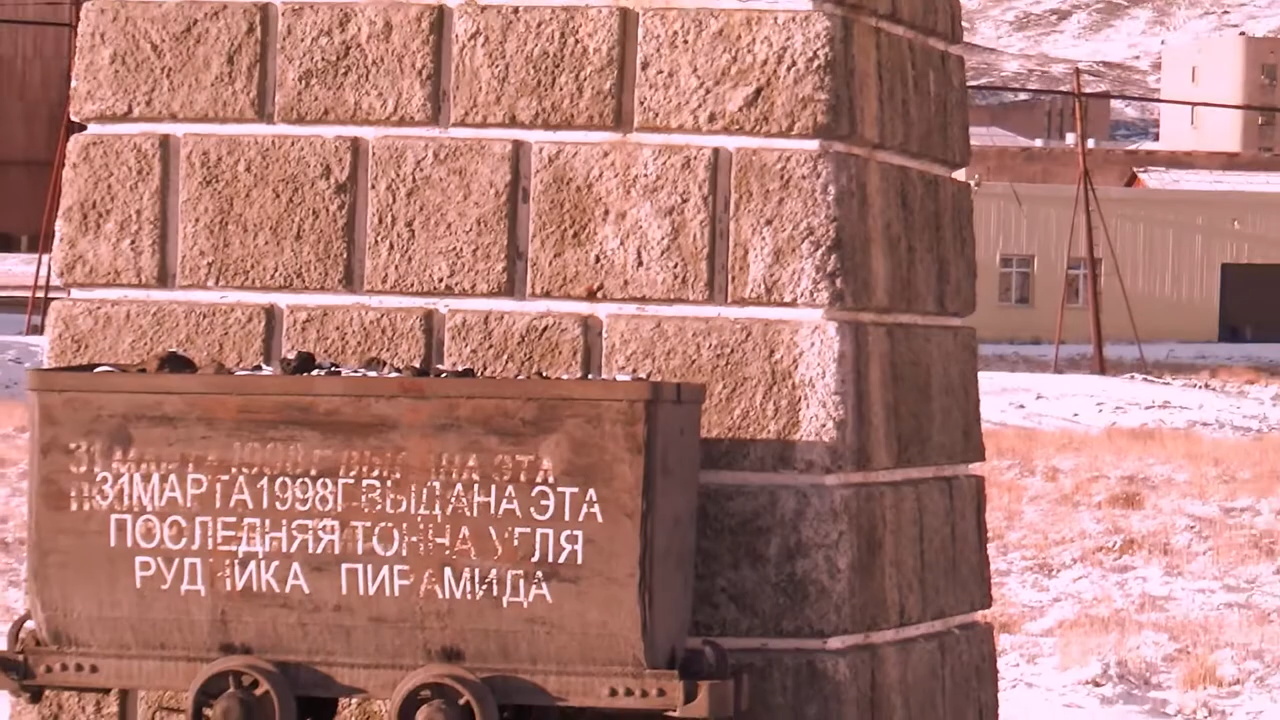 31МАРТА1998Г ВЫДАНА ЭТА
ПОСЛЕДНЯЯ ТОННА УГЛЯ
РУДНИКА ПИРАМИДА